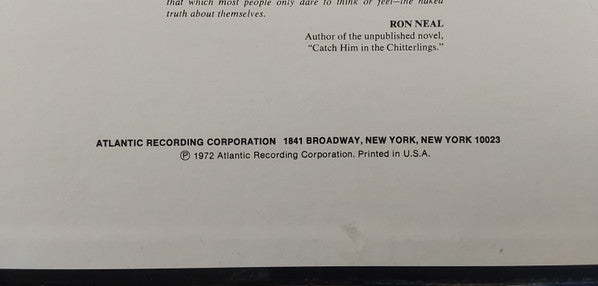 that which most people only dare to think or feel—the naked
truth about themselves.
RON NEAL
Author of the unpublished novel,
“Catch Him in the Chitterlings.”
ATLANTIC RECORDING CORPORATION 1841 BROADWAY, NEW YORK, NEW YORK 10023
Ⓟ 1972 Atlantic Recording Corporation. Printed in U.S.A.